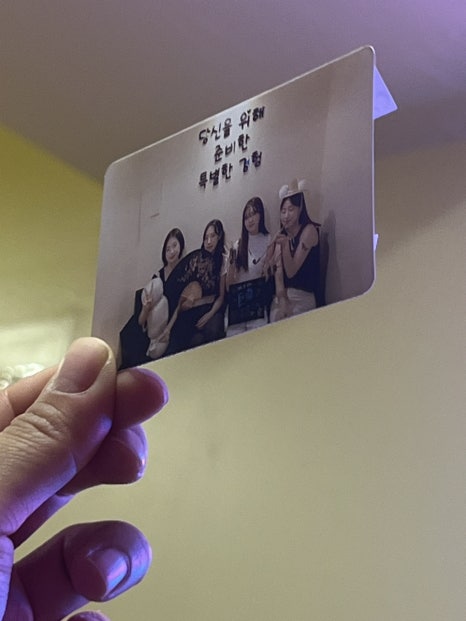 당신을 위해
준비한
특별한 경험